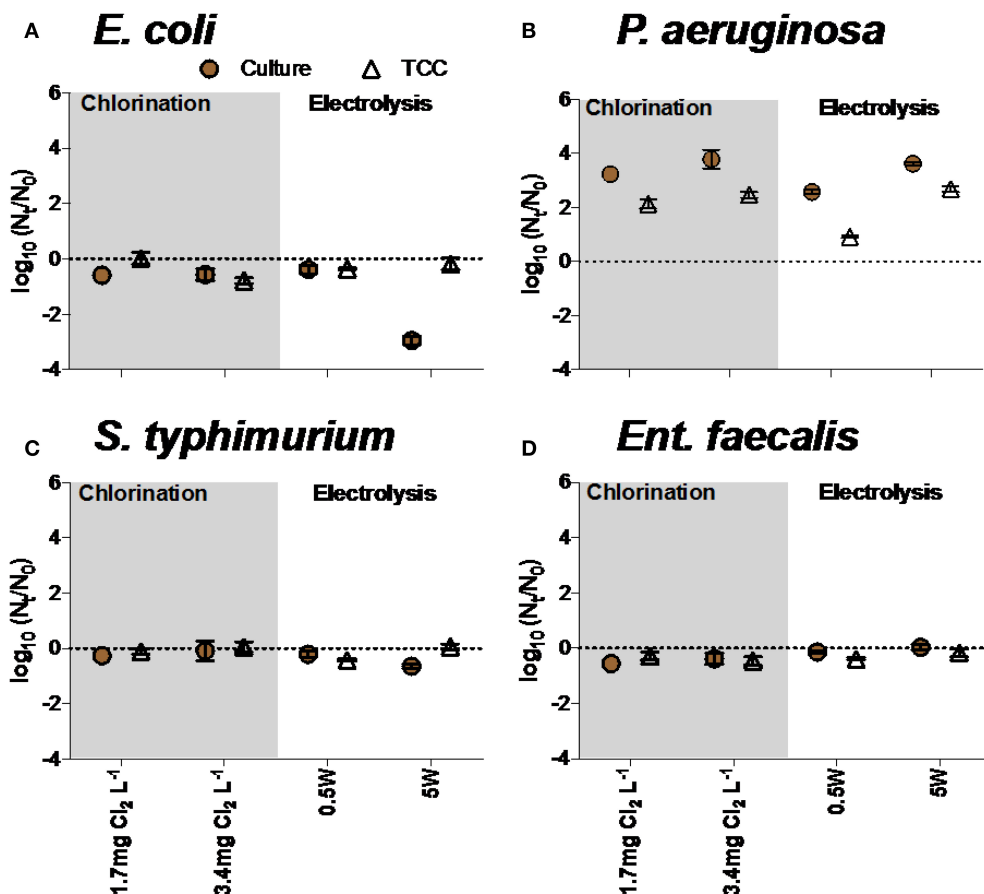 A
E. coli
Culture
TCC
6
4
2
0
-2
-4
log10 (Nt/N0)
Chlorination
Electrolysis
B
P. aeruginosa
6
4
2
0
-2
-4
log10 (Nt/N0)
Chlorination
Electrolysis
C
S. typhimurium
6
4
2
0
-2
-4
log10 (Nt/N0)
Chlorination
Electrolysis
1.7mg Cl2 L-1
3.4mg Cl2 L-1
0.5W
5W
D
Ent. faecalis
6
4
2
0
-2
-4
log10 (Nt/N0)
Chlorination
Electrolysis
1.7mg Cl2 L-1
3.4mg Cl2 L-1
0.5W
5W